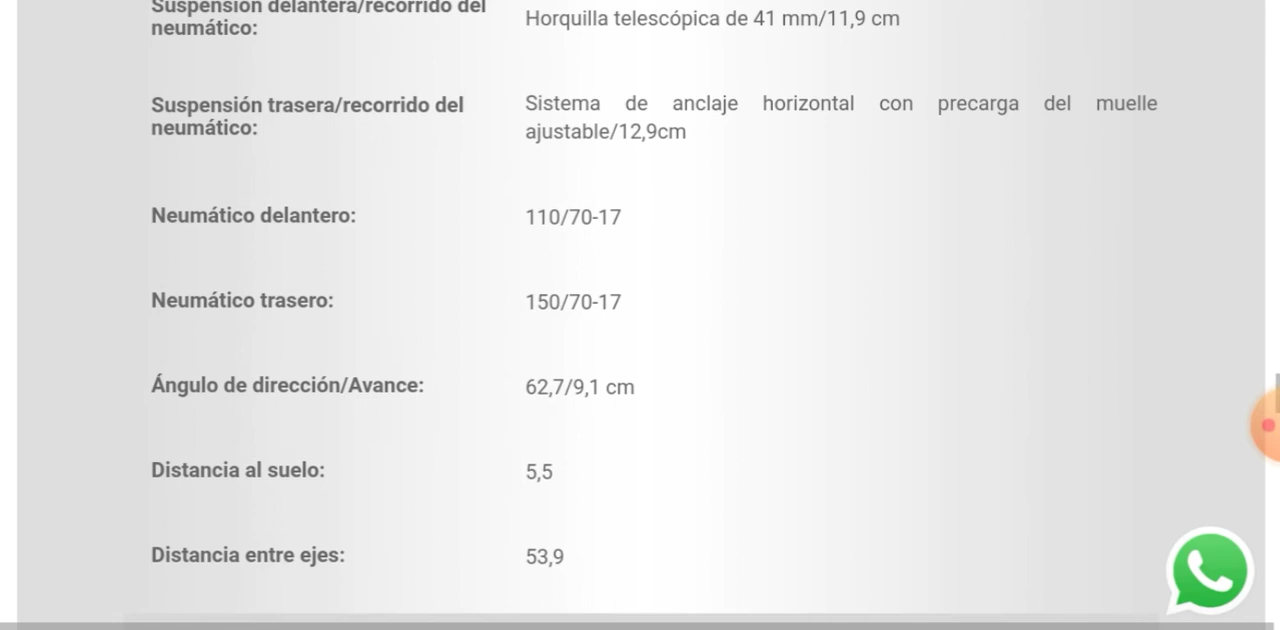 Suspensión delantera/recorrido del
neumático:
Horquilla telescópica de 41 mm/11,9 cm
Suspensión trasera/recorrido del
neumático:
Sistema de anclaje horizontal con precarga del muelle
ajustable/12,9cm
Neumático delantero:
110/70-17
Neumático trasero:
150/70-17
Ángulo de dirección/Avance:
62,7/9,1 cm
Distancia al suelo:
5,5
Distancia entre ejes:
53,9